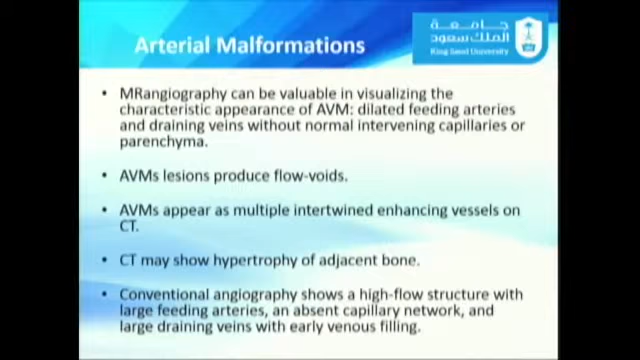 Arterial Malformations
جامعة
الملك سعود
King Saud University
• MRangiography can be valuable in visualizing the
characteristic appearance of AVM: dilated feeding arteries
and draining veins without normal intervening capillaries or
parenchyma.
• AVMs lesions produce flow-voids.
• AVMs appear as multiple intertwined enhancing vessels on
CT.
• CT may show hypertrophy of adjacent bone.
• Conventional angiography shows a high-flow structure with
large feeding arteries, an absent capillary network, and
large draining veins with early venous filling.